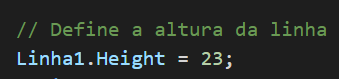 // Define a altura da linha
Linha1.Height = 23;